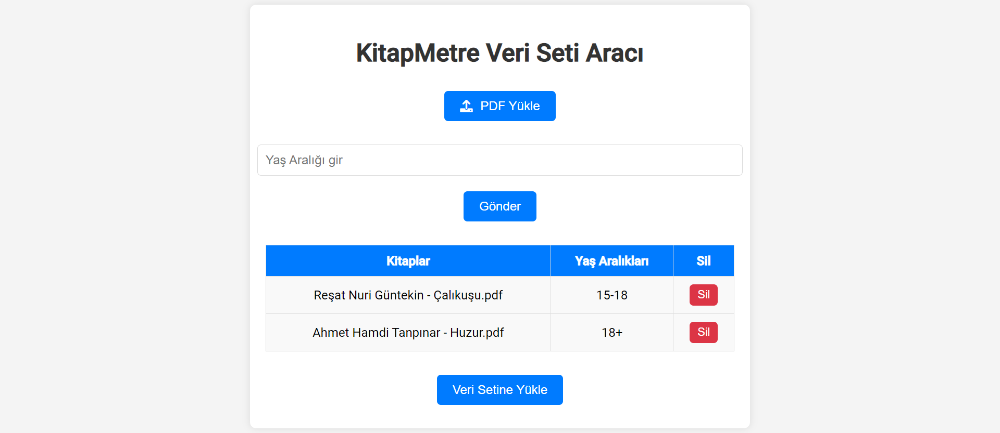 KitapMetre Veri Seti Aracı
PDF Yükle
Yaş Aralığı gir
Gönder
Kitaplar Yaş Aralıkları Sil
Reşat Nuri Güntekin - Çalıkuşu.pdf 15-18 Sil
Ahmet Hamdi Tanpınar - Huzur.pdf 18+ Sil
Veri Setine Yükle